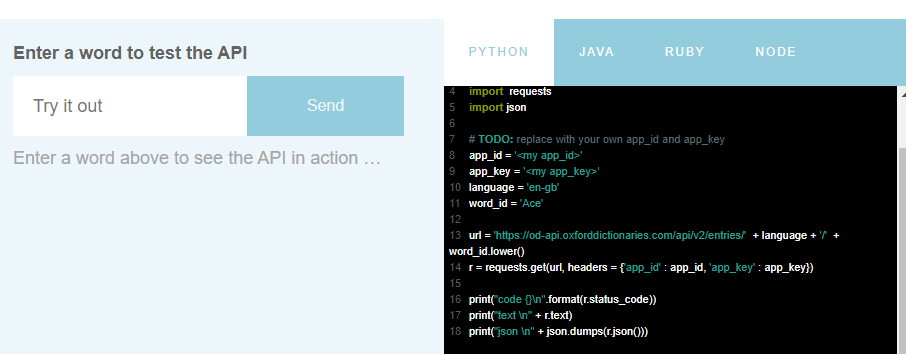 Enter a word to test the API
Try it out
Send
Enter a word above to see the API in action …
PYTHON
JAVA
RUBY
NODE
4 import requests
5 import json
6
7 # TODO: replace with your own app_id and app_key
8 app_id = '<my app_id>'
9 app_key = '<my app_key>'
10 language = 'en-gb'
11 word_id = 'Ace'
12
13 url = 'https://od-api.oxforddictionaries.com/api/v2/entries/' + language + '/' +
word_id.lower()
14 r = requests.get(url, headers = {'app_id' : app_id, 'app_key' : app_key})
15
16 print("code {}\n".format(r.status_code))
17 print("text \n" + r.text)
18 print("json \n" + json.dumps(r.json()))